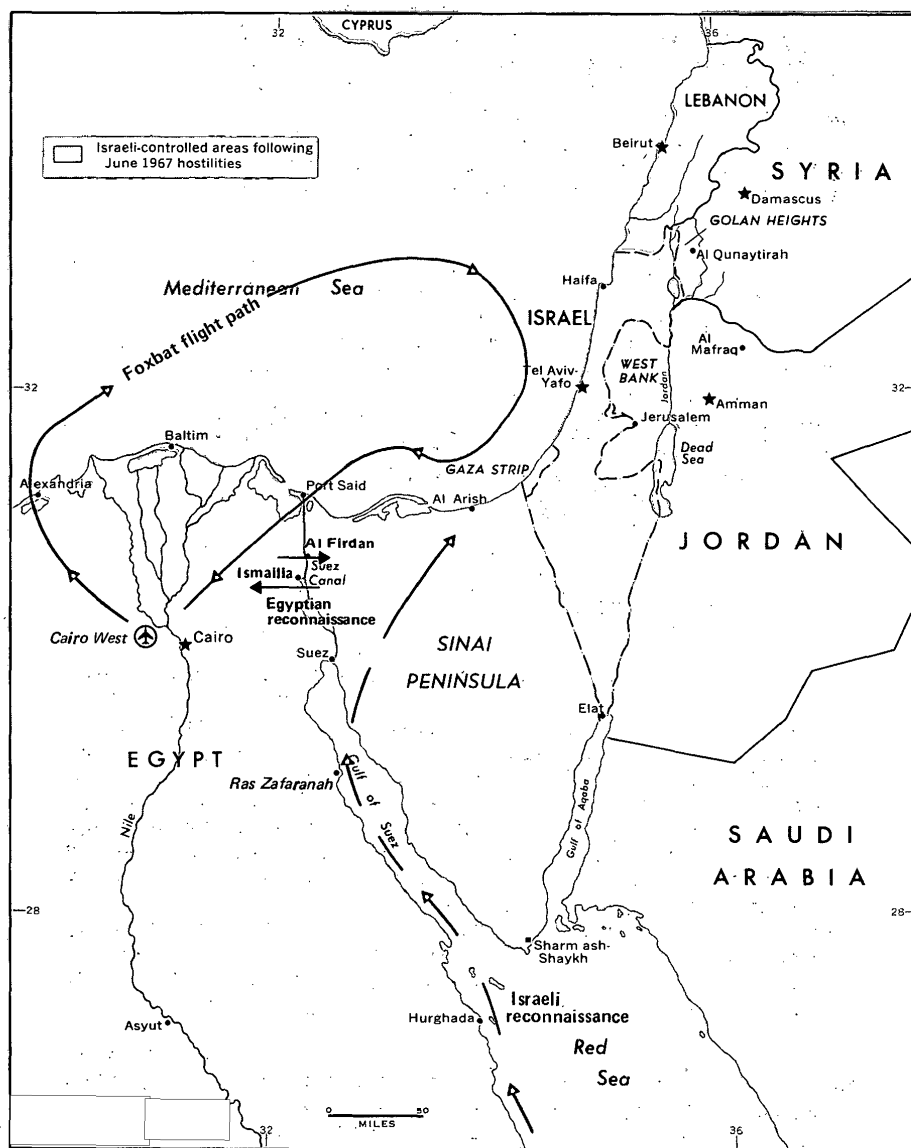 32
CYPRUS
36
LEBANON
Israeli-controlled areas following
June 1967 hostilities
Beirut
SYRIA
Damascus
GOLAN HEIGHTS
Al Qunaytirah
Mediterranean Sea
Haifa
ISRAEL
Foxbat flight path
Al
Mafraq
WEST
BANK
Tel Aviv-
Yafo
Jordan
32
32
Amman
Jerusalem
Baltim
Dead
Sea
GAZA STRIP
Alexandria
Port Said
Al Arish
JORDAN
Al Firdan
Suez
Canal
Ismailia
Egyptian
reconnaissance
Cairo West
Cairo
SINAI
PENINSULA
Suez
Elat
EGYPT
Ras Zafaranah
Gulf of Suez
Gulf of Aqaba
Nile
SAUDI
ARABIA
28
28
Sharm ash-
Shaykh
Israeli
reconnaissance
Hurghada
Asyut
Red
Sea
0 50
MILES
32
36